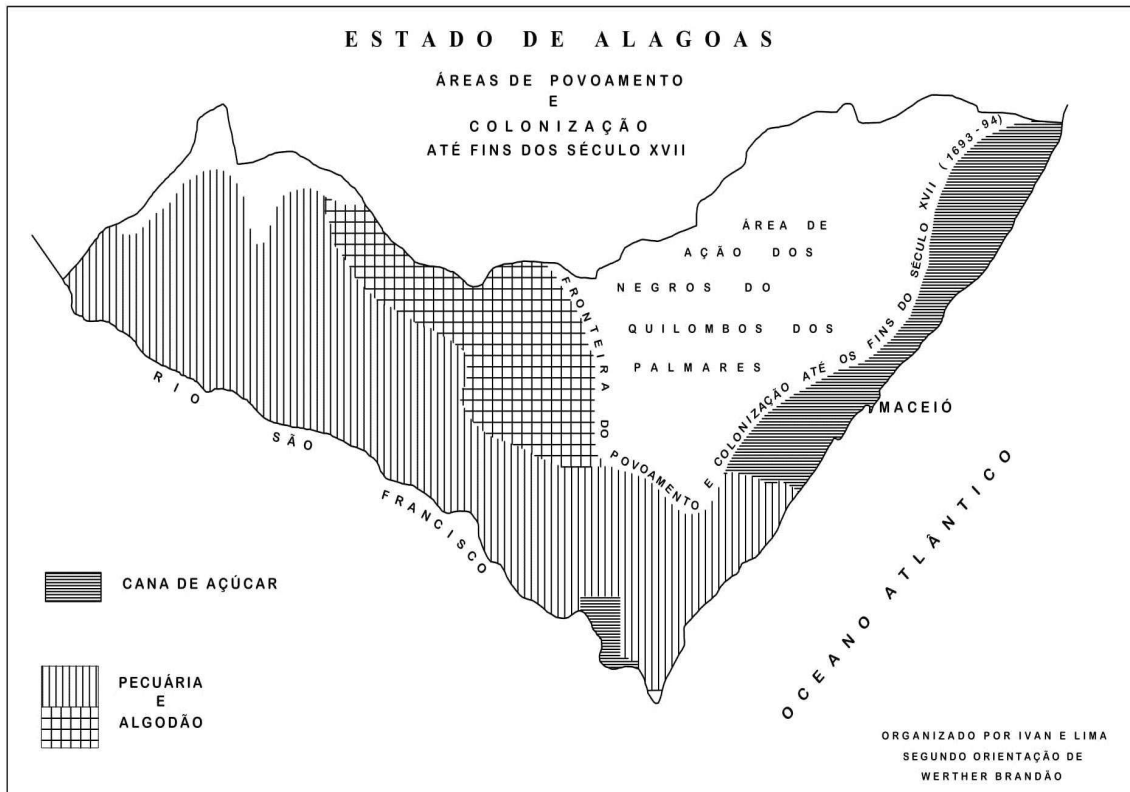 ESTADO DE ALAGOAS
ÁREAS DE POVOAMENTO
E
COLONIZAÇÃO
ATÉ FINS DOS SÉCULO XVII
ÁREA DE
AÇÃO DOS
NEGROS DO
QUILOMBOS DOS
PALMARES
FRONTEIRA DO POVOAMENTO E COLONIZAÇÃO ATÉ OS FINS DO SÉCULO XVII (1693-94)
MACEIÓ
RIO SÃO FRANCISCO
OCEANO ATLÂNTICO
CANA DE AÇÚCAR
PECUÁRIA
E
ALGODÃO
ORGANIZADO POR IVAN E LIMA
SEGUNDO ORIENTAÇÃO DE
WERTHER BRANDÃO